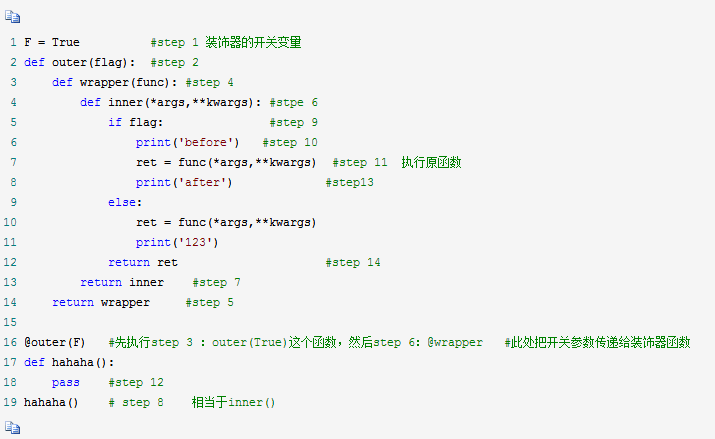 1 F = True          #step 1 装饰器的开关变量
2 def outer(flag):  #step 2
3     def wrapper(func): #step 4
4         def inner(*args,**kwargs): #stpe 6
5             if flag:               #step 9
6                 print('before')   #step 10
7                 ret = func(*args,**kwargs)  #step 11  执行原函数
8                 print('after')             #step13
9             else:
10                 ret = func(*args,**kwargs)
11                 print('123')
12             return ret                     #step 14
13         return inner    #step 7
14     return wrapper     #step 5
15
16 @outer(F)   #先执行step 3 : outer(True)这个函数，然后step 6: @wrapper   #此处把开关参数传递给装饰器函数
17 def hahaha():
18     pass    #step 12
19 hahaha()    # step 8    相当于inner()